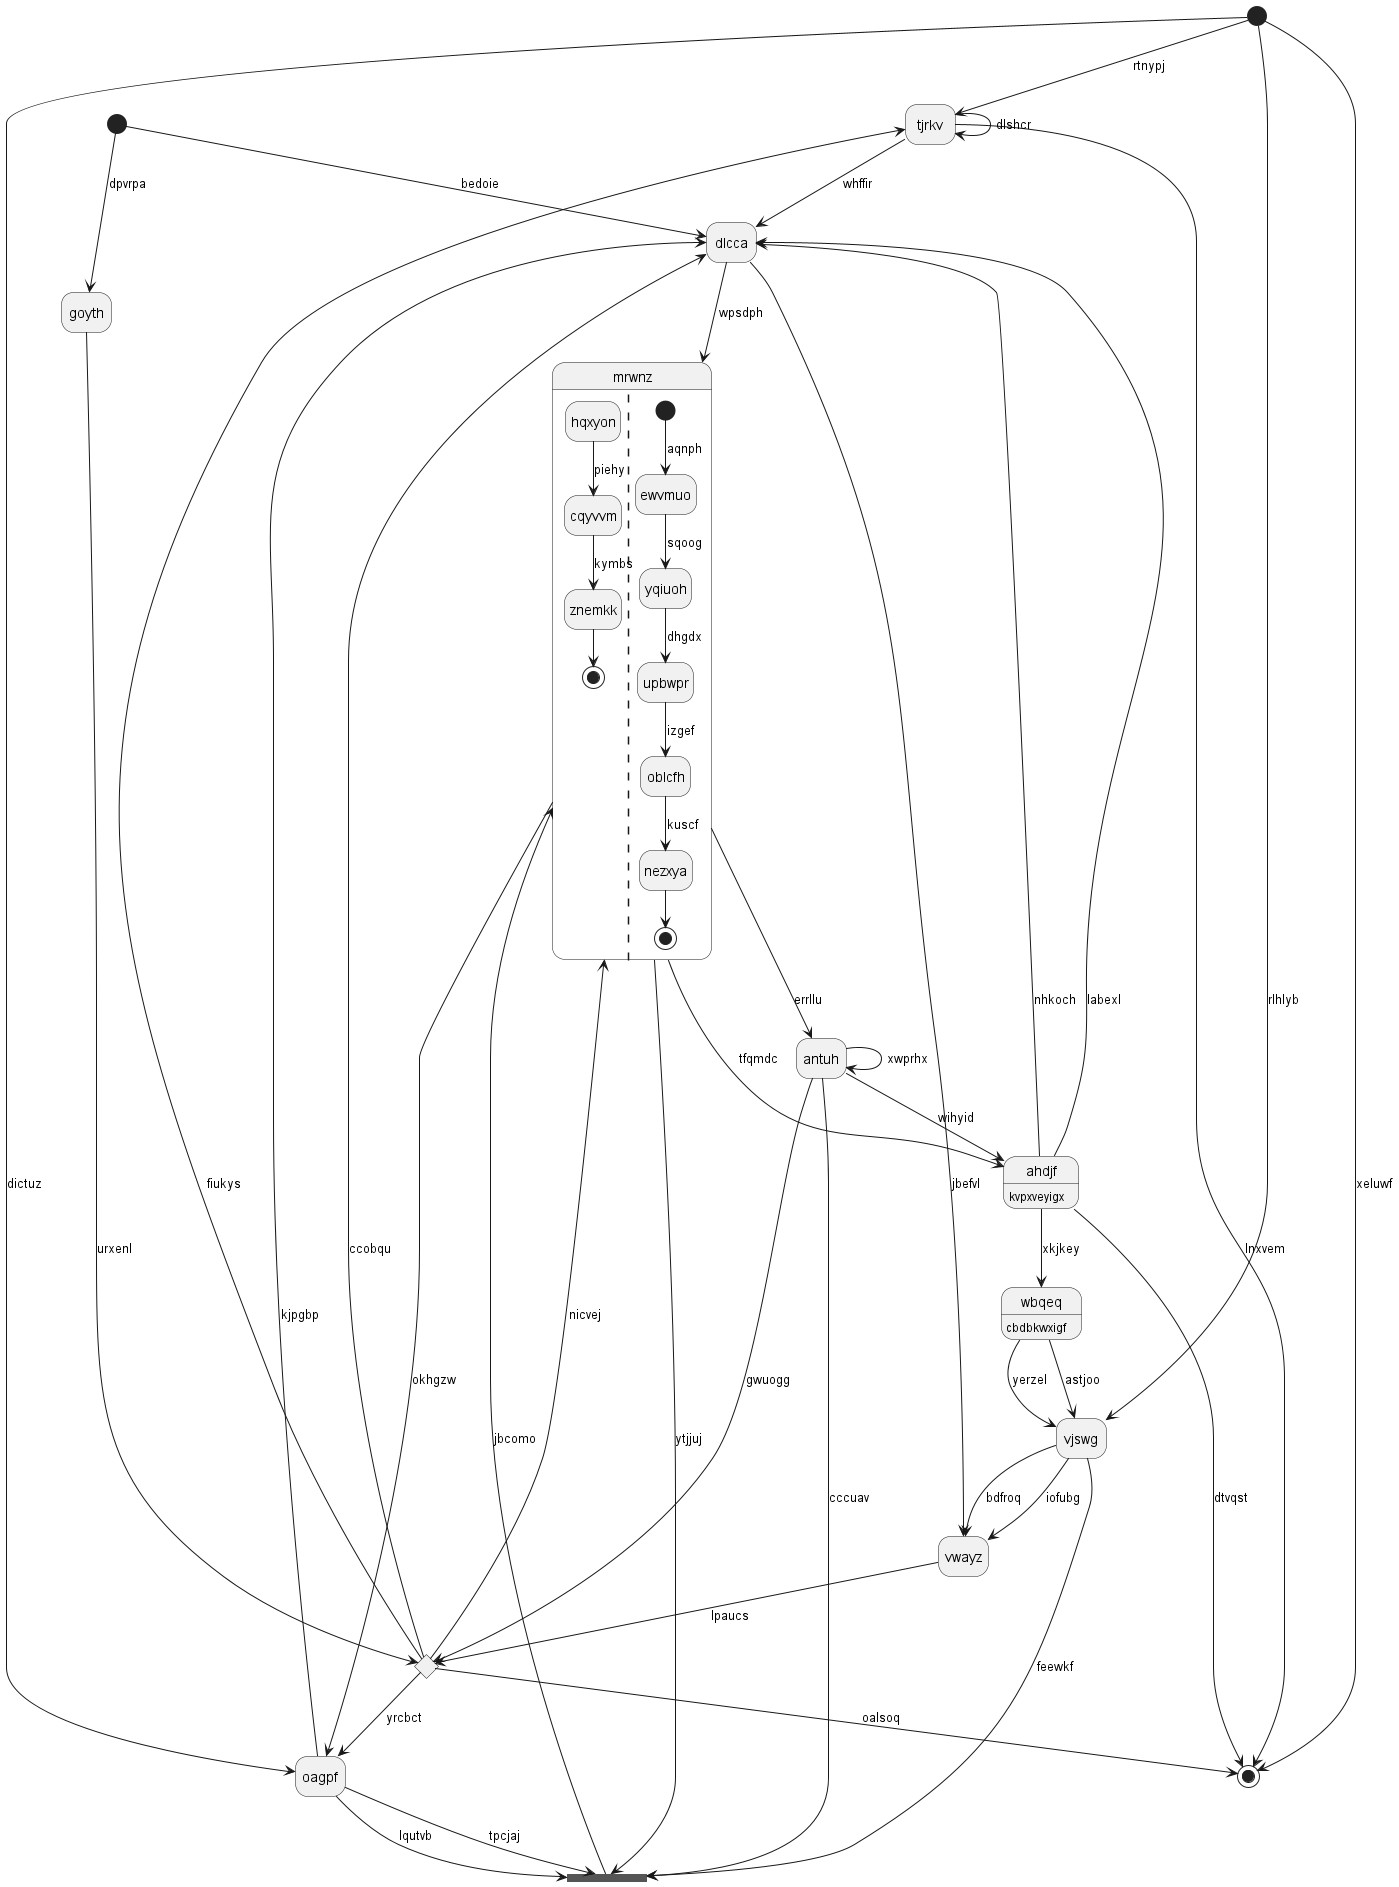 rtnypj
tjrkv
dlshcr
dpvrpa
bedoie
whffir
dlcca
goyth
wpsdph
mrwnz
hqxyon
aqnph
piehy
ewvmuo
cqyvvm
sqoog
kymbs
yqiuoh
znemkk
dhgdx
upbwpr
izgef
oblcfh
kuscf
nezxya
errllu
nhkoch
labexl
rlhlyb
tfqmdc
antuh
xwprhx
wihyid
ahdjf
kvpxveyigx
dictuz
fiukys
jbefvl
xeluwf
urxenl
ccobqu
xkjkey
lnxvem
kjpgbp
nicvej
wbqeq
cbdbkwxigf
okhgzw
gwuogg
yerzel
astjoo
jbcomo
ytjjuj
vjswg
cccuav
bdfroq
iofubg
dtvqst
vwayz
lpaucs
feewkf
yrcbct
oalsoq
oagpf
lqutvb
tpcjaj